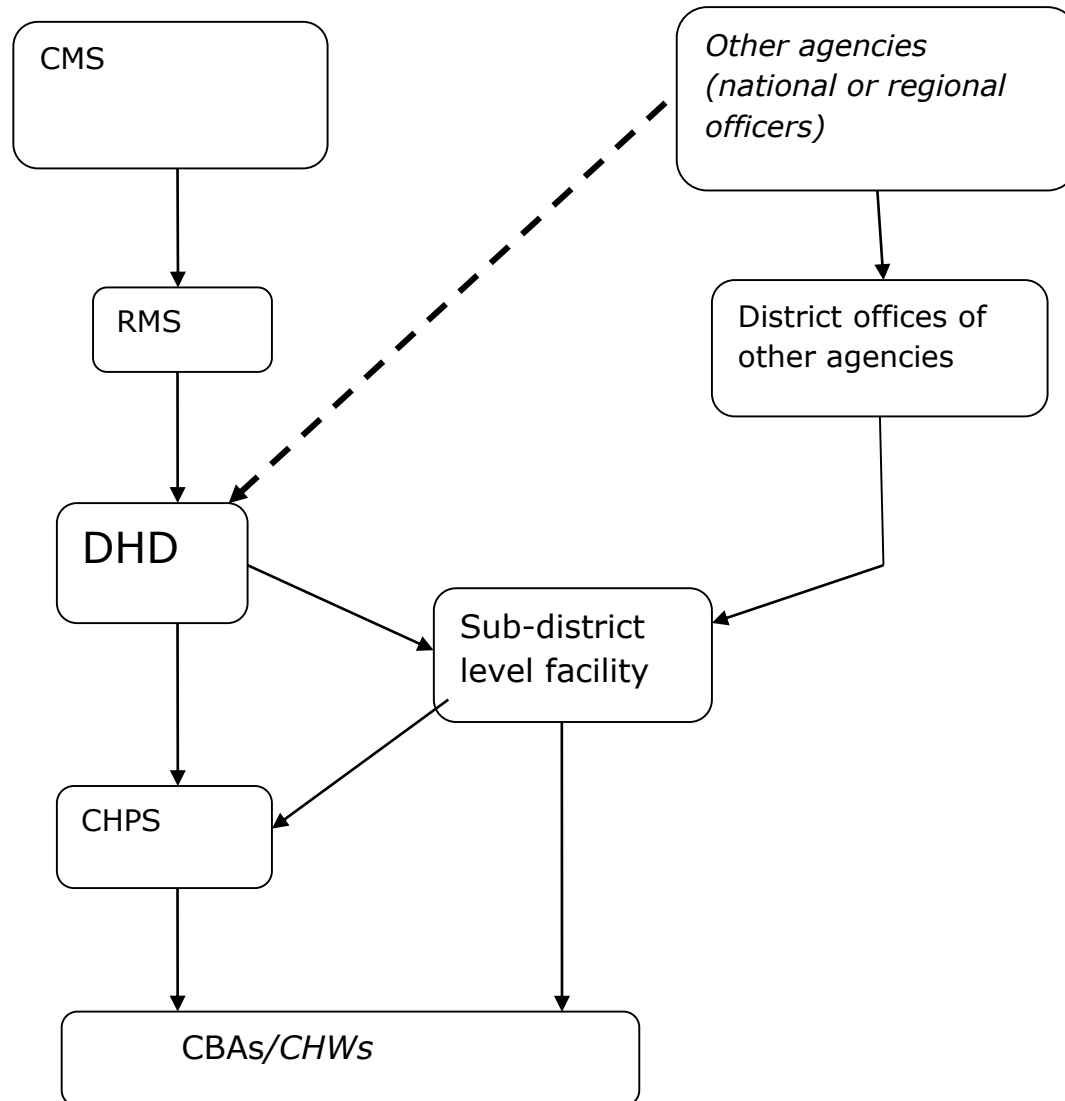 CMS
Other agencies
(national or regional
officers)
RMS
District offices of
other agencies
DHD
Sub-district
level facility
CHPS
CBAs/CHWs